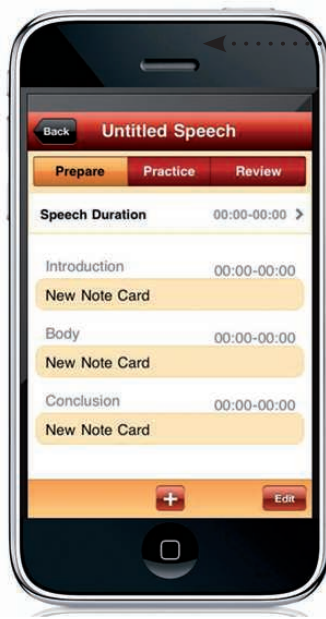 Back Untitled Speech
Prepare Practice Review
Speech Duration 00:00-00:00 >
Introduction 00:00-00:00
New Note Card
Body 00:00-00:00
New Note Card
Conclusion 00:00-00:00
New Note Card
+ Edit